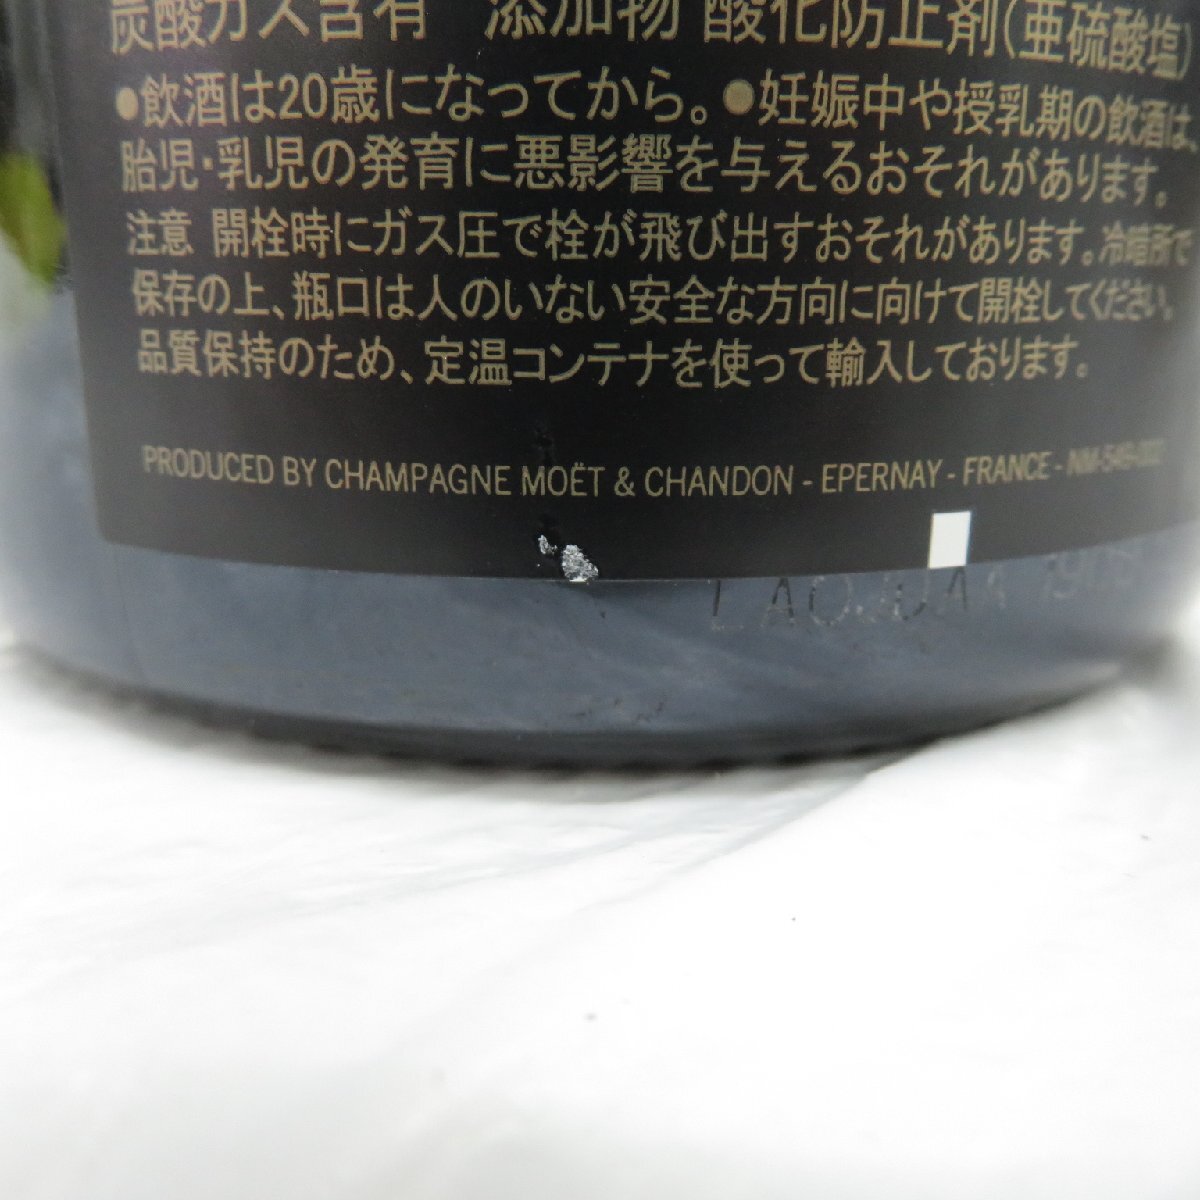 炭酸ガス含有 添加物 酸化防止剤(亜硫酸塩)
●飲酒は20歳になってから。●妊娠中や授乳期の飲酒は、
胎児・乳児の発育に悪影響を与えるおそれがあります。
注意 開栓時にガス圧で栓が飛び出すおそれがあります。冷暗所で
保存の上、瓶口は人のいない安全な方向に向けて開栓してください。
品質保持のため、定温コンテナを使って輸入しております。
PRODUCED BY CHAMPAGNE MOËT & CHANDON - EPERNAY - FRANCE - NM-549-002